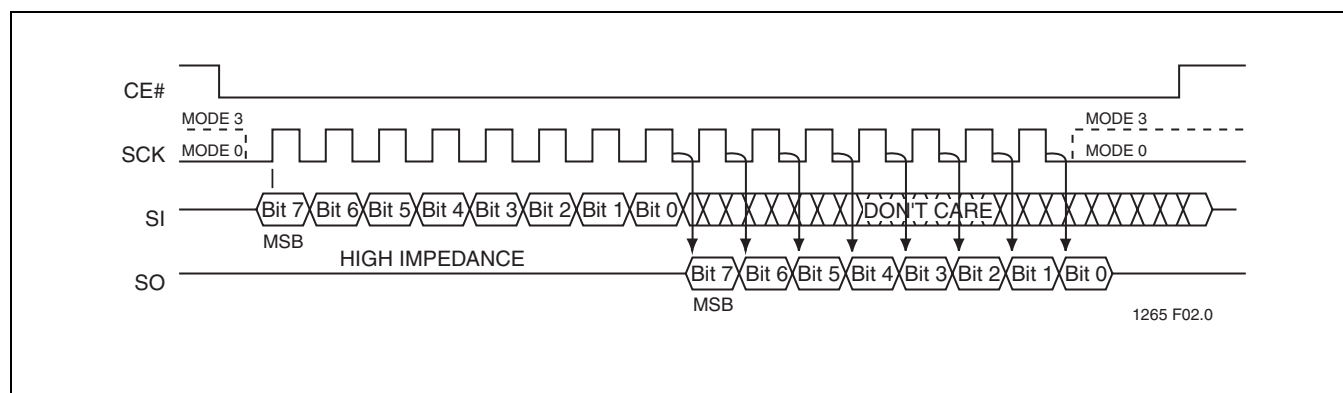 CE#
MODE 3
MODE 3
SCK
MODE 0
MODE 0
SI
Bit 7 Bit 6 Bit 5 Bit 4 Bit 3 Bit 2 Bit 1 Bit 0
DON'T CARE
MSB
HIGH IMPEDANCE
SO
Bit 7 Bit 6 Bit 5 Bit 4 Bit 3 Bit 2 Bit 1 Bit 0
MSB
1265 F02.0